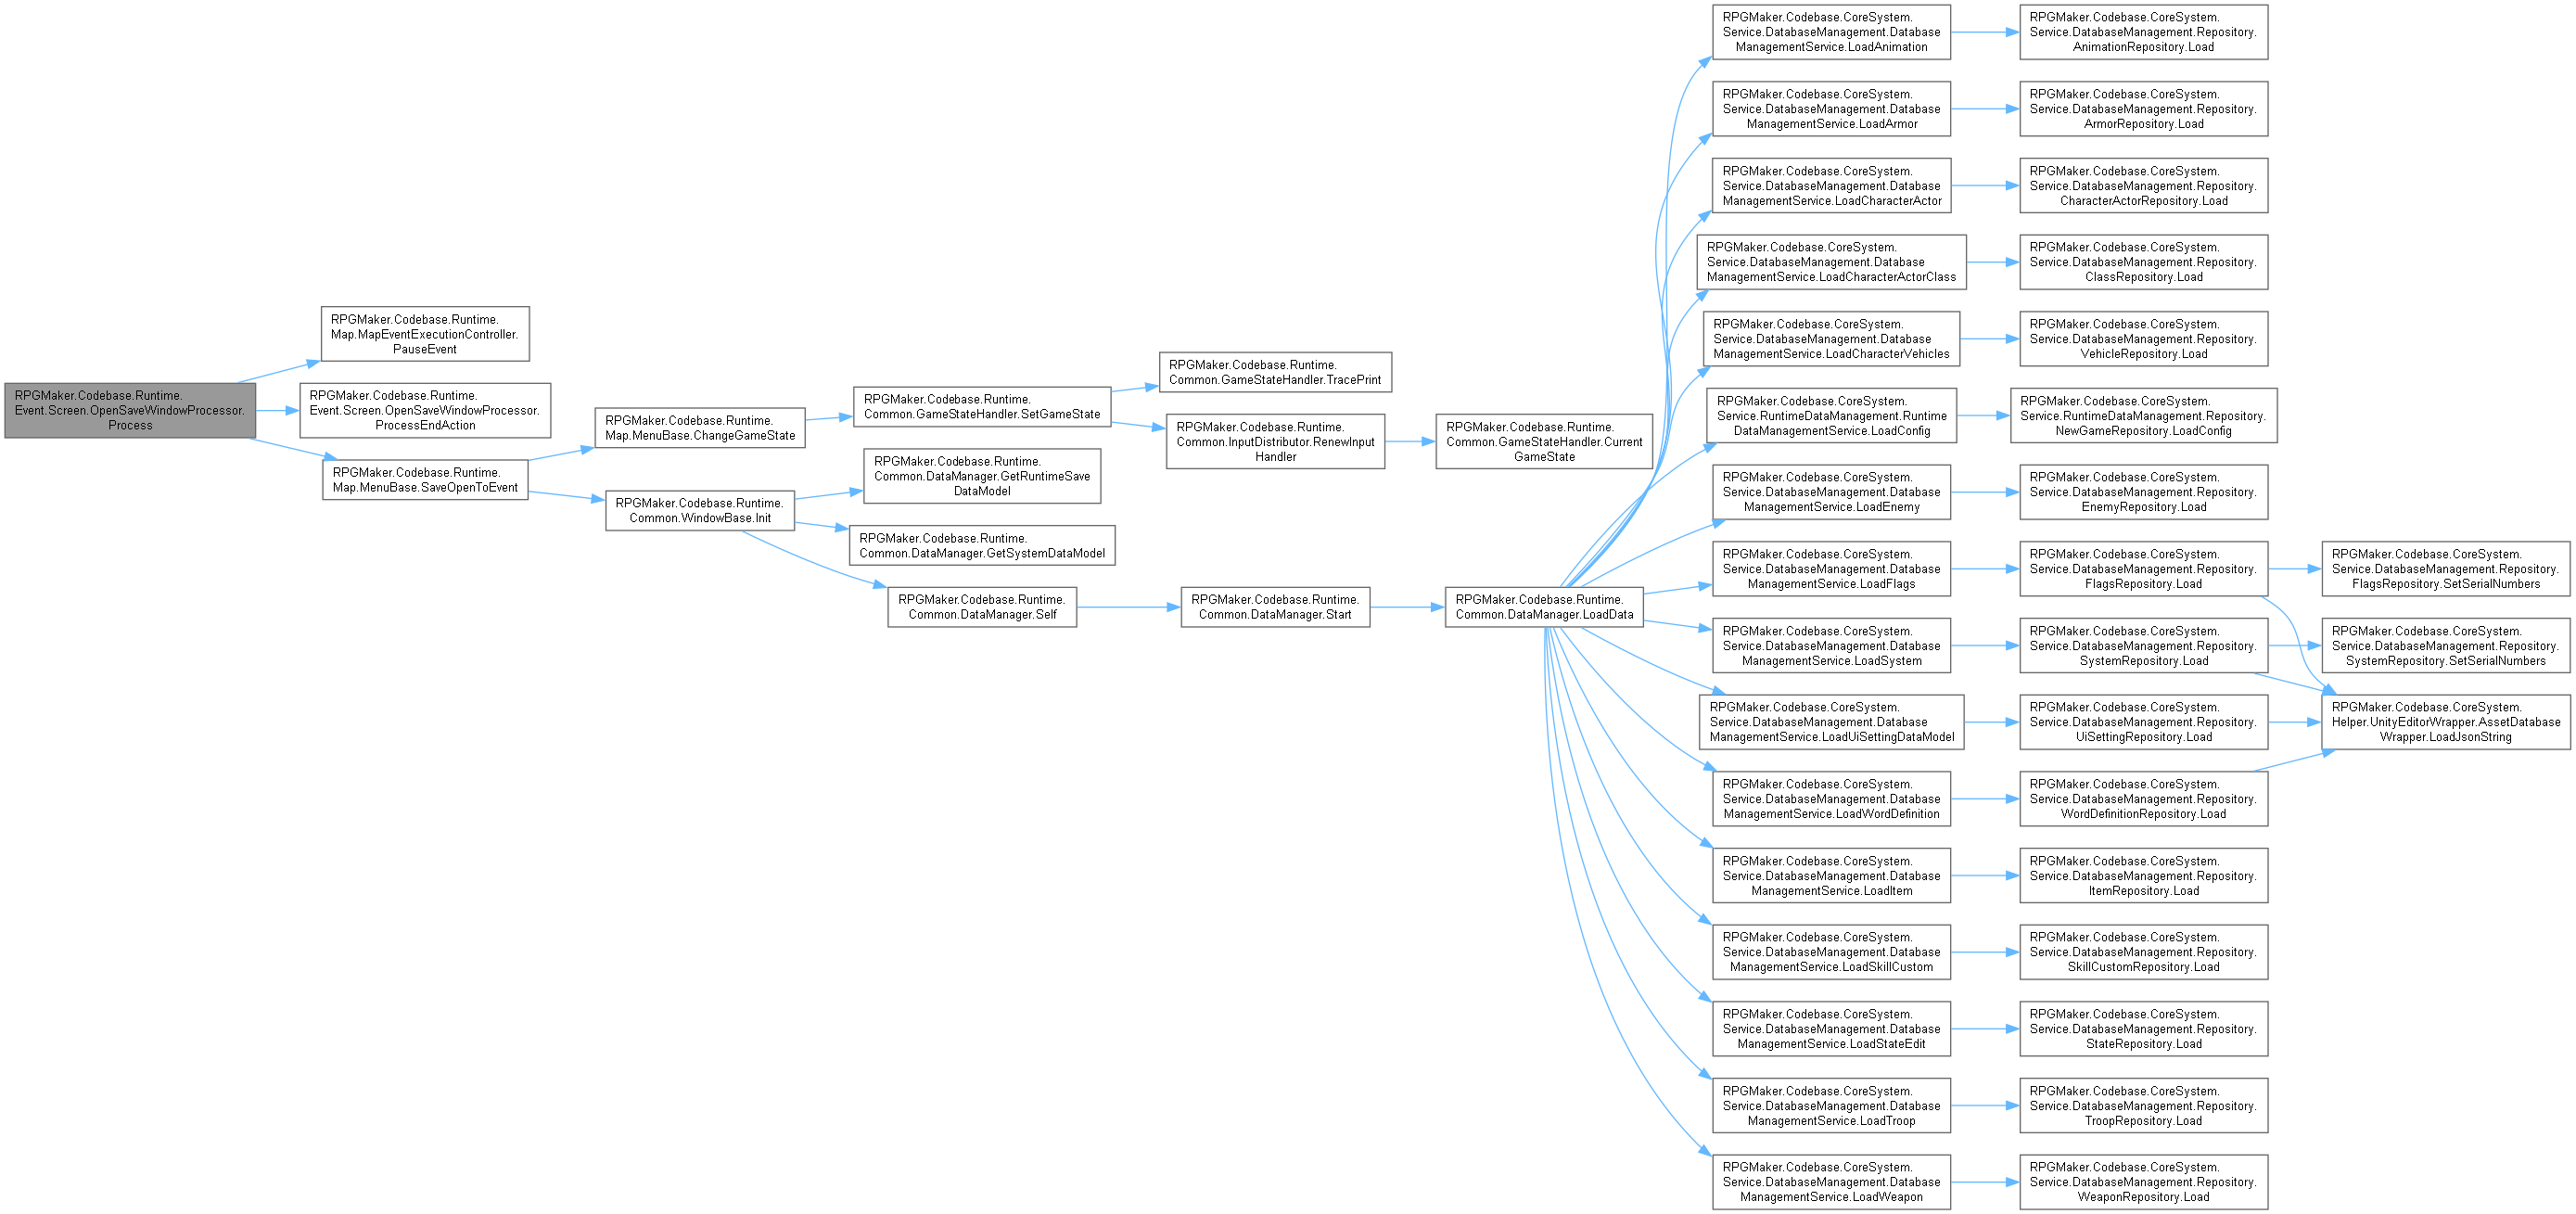 RPGMaker.Codebase.Runtime.
Event.Screen.OpenSaveWindowProcessor.
Process
RPGMaker.Codebase.Runtime.
Map.MapEventExecutionController.
PauseEvent
RPGMaker.Codebase.Runtime.
Event.Screen.OpenSaveWindowProcessor.
ProcessEndAction
RPGMaker.Codebase.Runtime.
Map.MenuBase.SaveOpenToEvent
RPGMaker.Codebase.Runtime.
Map.MenuBase.ChangeGameState
RPGMaker.Codebase.Runtime.
Common.WindowBase.Init
RPGMaker.Codebase.Runtime.
Common.GameStateHandler.SetGameState
RPGMaker.Codebase.Runtime.
Common.DataManager.GetRuntimeSave
DataModel
RPGMaker.Codebase.Runtime.
Common.DataManager.GetSystemDataModel
RPGMaker.Codebase.Runtime.
Common.DataManager.Self
RPGMaker.Codebase.Runtime.
Common.GameStateHandler.TracePrint
RPGMaker.Codebase.Runtime.
Common.InputDistributor.RenewInput
Handler
RPGMaker.Codebase.Runtime.
Common.DataManager.Start
RPGMaker.Codebase.Runtime.
Common.GameStateHandler.Current
GameState
RPGMaker.Codebase.Runtime.
Common.DataManager.LoadData
RPGMaker.Codebase.CoreSystem.
Service.DatabaseManagement.Database
ManagementService.LoadAnimation
RPGMaker.Codebase.CoreSystem.
Service.DatabaseManagement.Database
ManagementService.LoadArmor
RPGMaker.Codebase.CoreSystem.
Service.DatabaseManagement.Database
ManagementService.LoadCharacterActor
RPGMaker.Codebase.CoreSystem.
Service.DatabaseManagement.Database
ManagementService.LoadCharacterActorClass
RPGMaker.Codebase.CoreSystem.
Service.DatabaseManagement.Database
ManagementService.LoadCharacterVehicles
RPGMaker.Codebase.CoreSystem.
Service.RuntimeDataManagement.Runtime
DataManagementService.LoadConfig
RPGMaker.Codebase.CoreSystem.
Service.DatabaseManagement.Database
ManagementService.LoadEnemy
RPGMaker.Codebase.CoreSystem.
Service.DatabaseManagement.Database
ManagementService.LoadFlags
RPGMaker.Codebase.CoreSystem.
Service.DatabaseManagement.Database
ManagementService.LoadSystem
RPGMaker.Codebase.CoreSystem.
Service.DatabaseManagement.Database
ManagementService.LoadUiSettingDataModel
RPGMaker.Codebase.CoreSystem.
Service.DatabaseManagement.Database
ManagementService.LoadWordDefinition
RPGMaker.Codebase.CoreSystem.
Service.DatabaseManagement.Database
ManagementService.LoadItem
RPGMaker.Codebase.CoreSystem.
Service.DatabaseManagement.Database
ManagementService.LoadSkillCustom
RPGMaker.Codebase.CoreSystem.
Service.DatabaseManagement.Database
ManagementService.LoadStateEdit
RPGMaker.Codebase.CoreSystem.
Service.DatabaseManagement.Database
ManagementService.LoadTroop
RPGMaker.Codebase.CoreSystem.
Service.DatabaseManagement.Database
ManagementService.LoadWeapon
RPGMaker.Codebase.CoreSystem.
Service.DatabaseManagement.Repository.
AnimationRepository.Load
RPGMaker.Codebase.CoreSystem.
Service.DatabaseManagement.Repository.
ArmorRepository.Load
RPGMaker.Codebase.CoreSystem.
Service.DatabaseManagement.Repository.
CharacterActorRepository.Load
RPGMaker.Codebase.CoreSystem.
Service.DatabaseManagement.Repository.
ClassRepository.Load
RPGMaker.Codebase.CoreSystem.
Service.DatabaseManagement.Repository.
VehicleRepository.Load
RPGMaker.Codebase.CoreSystem.
Service.RuntimeDataManagement.Repository.
NewGameRepository.LoadConfig
RPGMaker.Codebase.CoreSystem.
Service.DatabaseManagement.Repository.
EnemyRepository.Load
RPGMaker.Codebase.CoreSystem.
Service.DatabaseManagement.Repository.
FlagsRepository.Load
RPGMaker.Codebase.CoreSystem.
Service.DatabaseManagement.Repository.
SystemRepository.Load
RPGMaker.Codebase.CoreSystem.
Service.DatabaseManagement.Repository.
UiSettingRepository.Load
RPGMaker.Codebase.CoreSystem.
Service.DatabaseManagement.Repository.
WordDefinitionRepository.Load
RPGMaker.Codebase.CoreSystem.
Service.DatabaseManagement.Repository.
ItemRepository.Load
RPGMaker.Codebase.CoreSystem.
Service.DatabaseManagement.Repository.
SkillCustomRepository.Load
RPGMaker.Codebase.CoreSystem.
Service.DatabaseManagement.Repository.
StateRepository.Load
RPGMaker.Codebase.CoreSystem.
Service.DatabaseManagement.Repository.
TroopRepository.Load
RPGMaker.Codebase.CoreSystem.
Service.DatabaseManagement.Repository.
WeaponRepository.Load
RPGMaker.Codebase.CoreSystem.
Service.DatabaseManagement.Repository.
FlagsRepository.SetSerialNumbers
RPGMaker.Codebase.CoreSystem.
Service.DatabaseManagement.Repository.
SystemRepository.SetSerialNumbers
RPGMaker.Codebase.CoreSystem.
Helper.UnityEditorWrapper.AssetDatabase
Wrapper.LoadJsonString